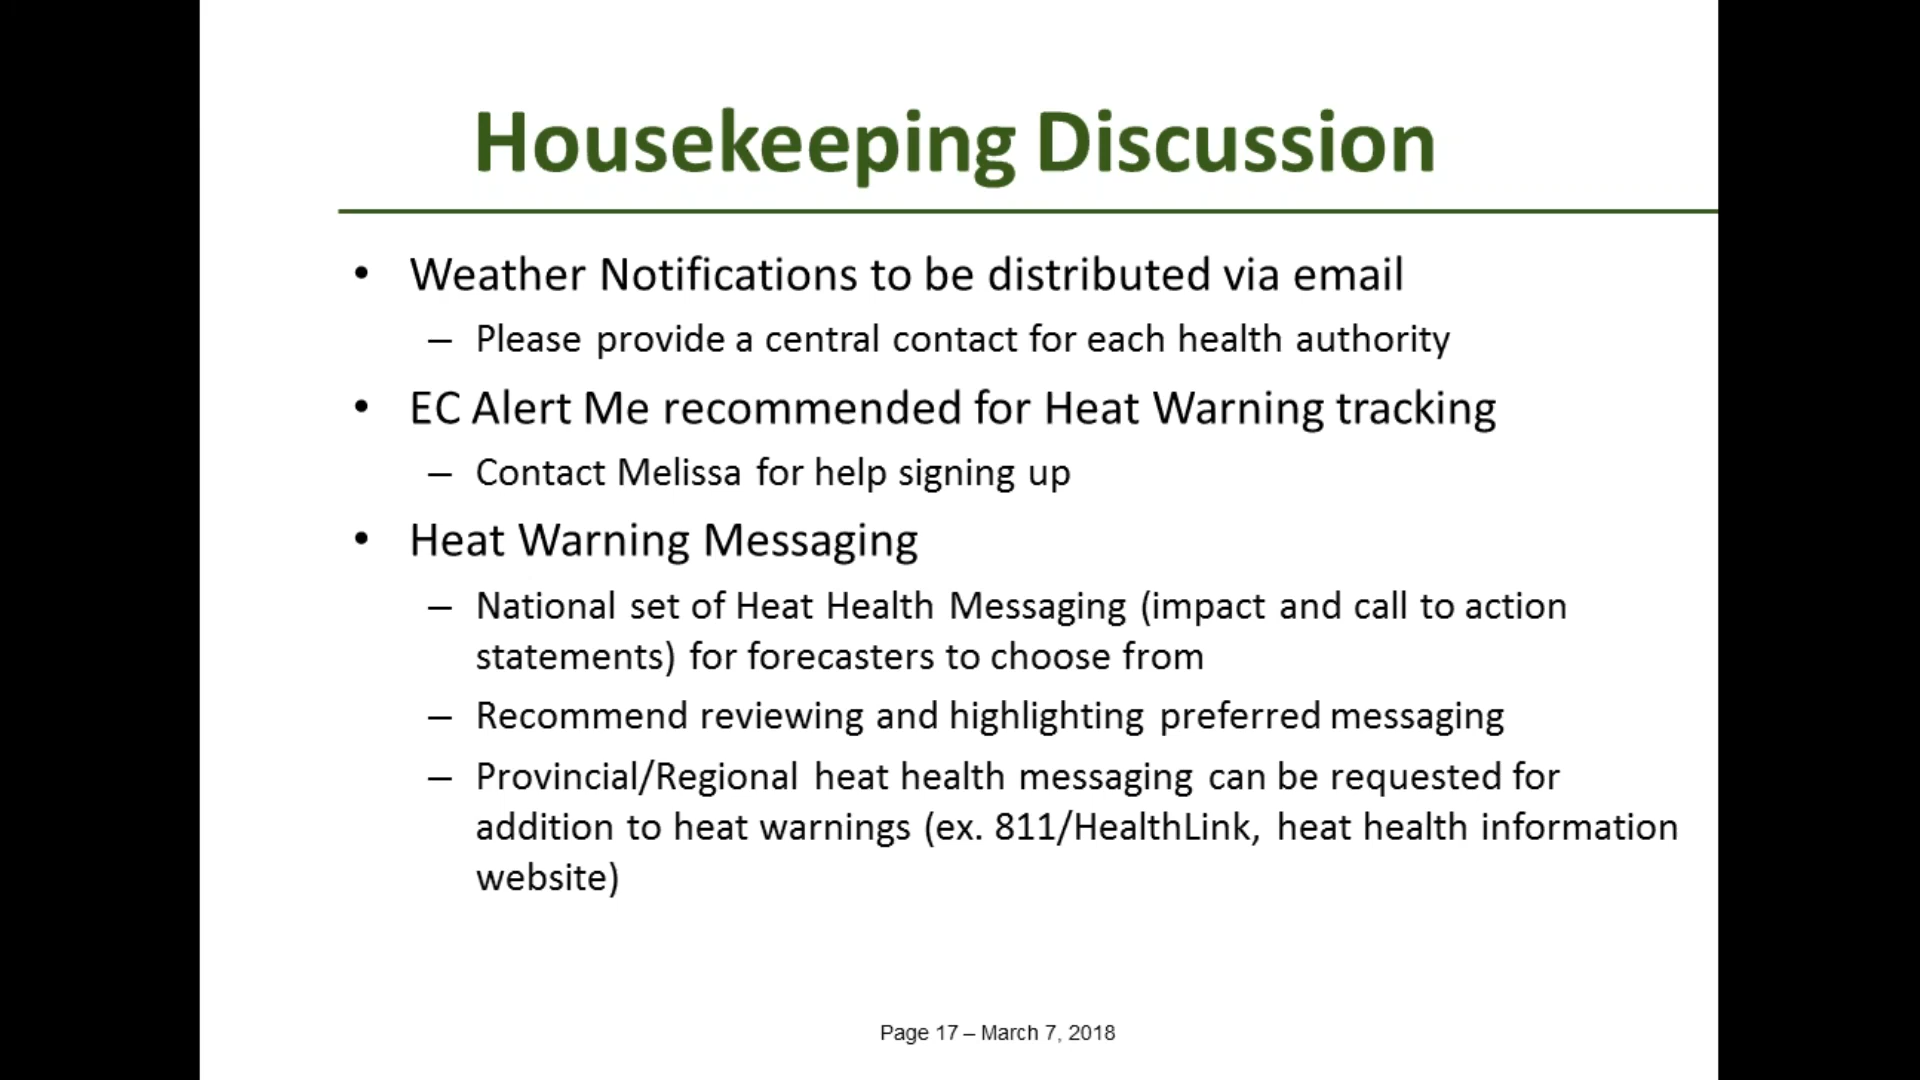 Housekeeping Discussion
• Weather Notifications to be distributed via email
– Please provide a central contact for each health authority
• EC Alert Me recommended for Heat Warning tracking
– Contact Melissa for help signing up
• Heat Warning Messaging
– National set of Heat Health Messaging (impact and call to action
statements) for forecasters to choose from
– Recommend reviewing and highlighting preferred messaging
– Provincial/Regional heat health messaging can be requested for
addition to heat warnings (ex. 811/HealthLink, heat health information
website)
Page 17 – March 7, 2018